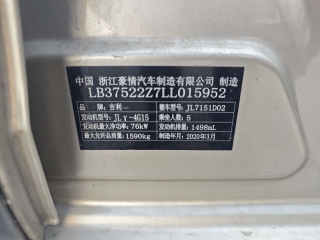 中国 浙江豪情汽车制造有限公司 制造
LB37522Z7LL015952
品 牌:吉利 整车型号:JL7151D02
发动机型号:JLγ-4G15 乘坐人数:5
发动机最大净功率:76kW 发动机排量:1498mL
最大允许总质量:1590kg 制造年月:2020年3月